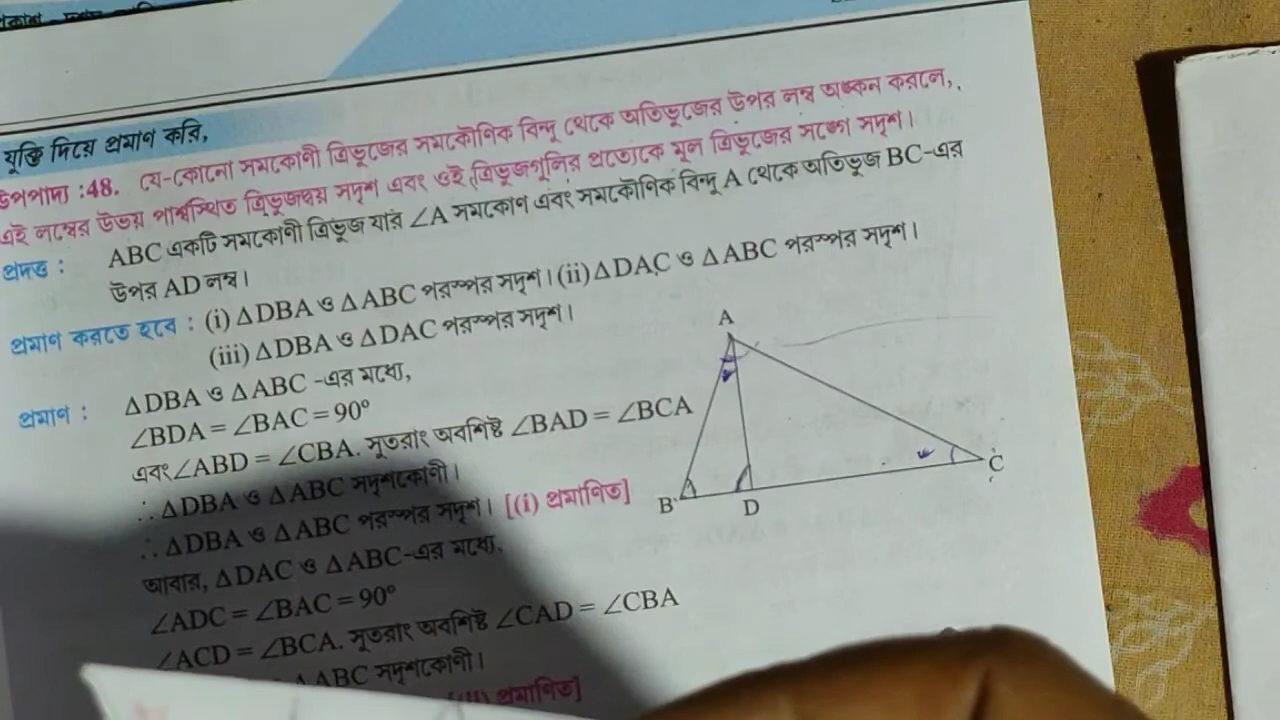 যুক্তি দিয়ে প্রমাণ করি,
উপপাদ্য :48. যে-কোনো সমকোণী ত্রিভুজের সমকৌণিক বিন্দু থেকে অতিভুজের উপর লম্ব অঙ্কন করলে,
এই লম্বের উভয় পার্শ্বস্থিত ত্রিভুজদ্বয় সদৃশ এবং ওই ত্রিভুজগুলির প্রত্যেকে মূল ত্রিভুজের সঙ্গে সদৃশ।
প্রদত্ত : ABC একটি সমকোণী ত্রিভুজ যার ∠A সমকোণ এবং সমকৌণিক বিন্দু A থেকে অতিভুজ BC-এর
উপর AD লম্ব।
প্রমাণ করতে হবে : (i) ΔDBA ও ΔABC পরস্পর সদৃশ। (ii) ΔDAC ও ΔABC পরস্পর সদৃশ।
(iii) ΔDBA ও ΔDAC পরস্পর সদৃশ।
প্রমাণ : ΔDBA ও ΔABC -এর মধ্যে,
∠BDA = ∠BAC = 90°
এবং ∠ABD = ∠CBA. সুতরাং অবশিষ্ট ∠BAD = ∠BCA
∴ ΔDBA ও ΔABC সদৃশকোণী।
∴ ΔDBA ও ΔABC পরস্পর সদৃশ। [(i) প্রমাণিত]
আবার, ΔDAC ও ΔABC-এর মধ্যে,
∠ADC = ∠BAC = 90°
∠ACD = ∠BCA. সুতরাং অবশিষ্ট ∠CAD = ∠CBA
ΔABC সদৃশকোণী।
[(ii) প্রমাণিত]
A
B
D
C